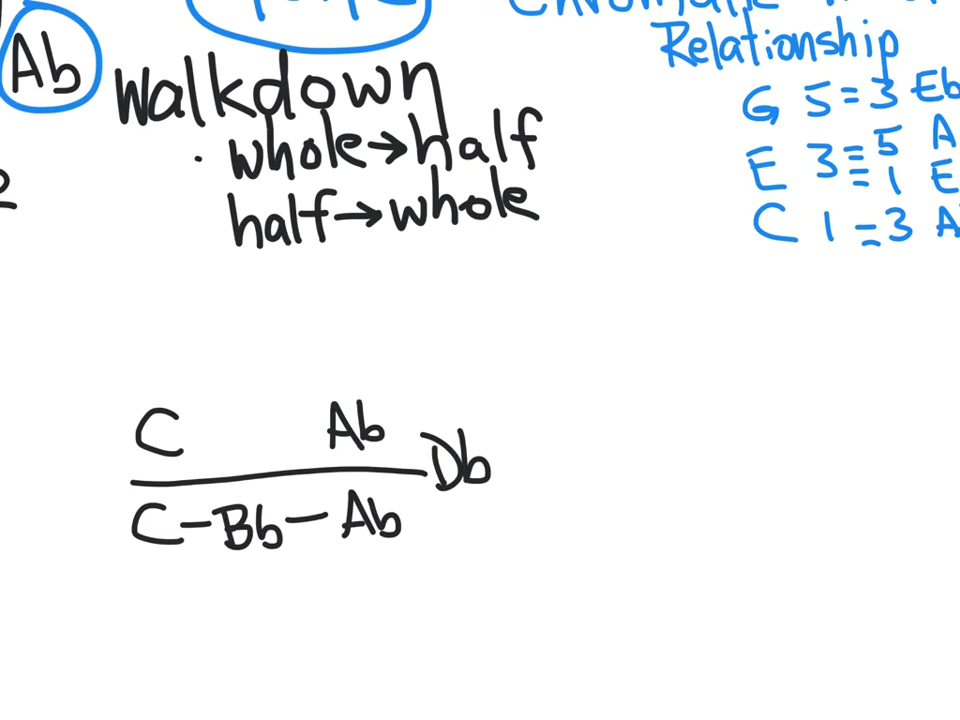 Ab Walkdown
whole→half
half→whole
Relationship
G 5=3 Eb
E 3 5 A
1 E
C 1=3 A
C Ab Db
C-Bb-Ab